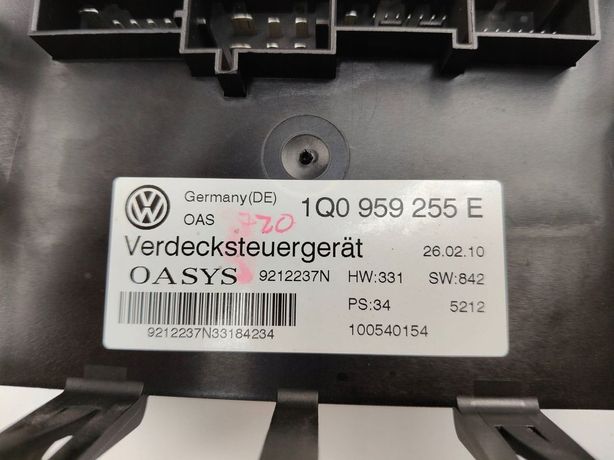 Germany(DE)
OAS
720
1Q0 959 255 E
Verdecksteuergerät
26.02.10
OASYS 9212237N HW:331 SW:842
PS:34 5212
9212237N33184234
100540154